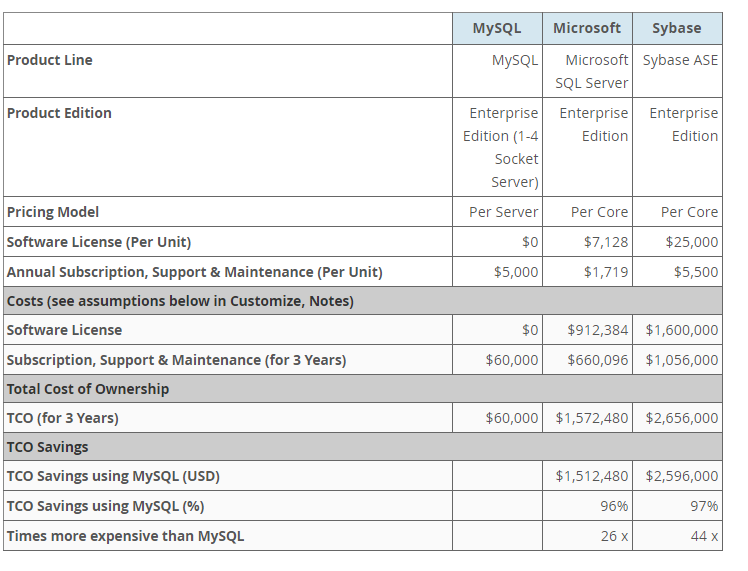 MySQL Microsoft Sybase
Product Line MySQL Microsoft Sybase ASE
SQL Server
Product Edition Enterprise Enterprise Enterprise
Edition (1-4 Edition Edition
Socket
Server)
Pricing Model Per Server Per Core Per Core
Software License (Per Unit) $0 $7,128 $25,000
Annual Subscription, Support & Maintenance (Per Unit) $5,000 $1,719 $5,500
Costs (see assumptions below in Customize, Notes)
Software License $0 $912,384 $1,600,000
Subscription, Support & Maintenance (for 3 Years) $60,000 $660,096 $1,056,000
Total Cost of Ownership
TCO (for 3 Years) $60,000 $1,572,480 $2,656,000
TCO Savings
TCO Savings using MySQL (USD) $1,512,480 $2,596,000
TCO Savings using MySQL (%) 96% 97%
Times more expensive than MySQL 26 x 44 x